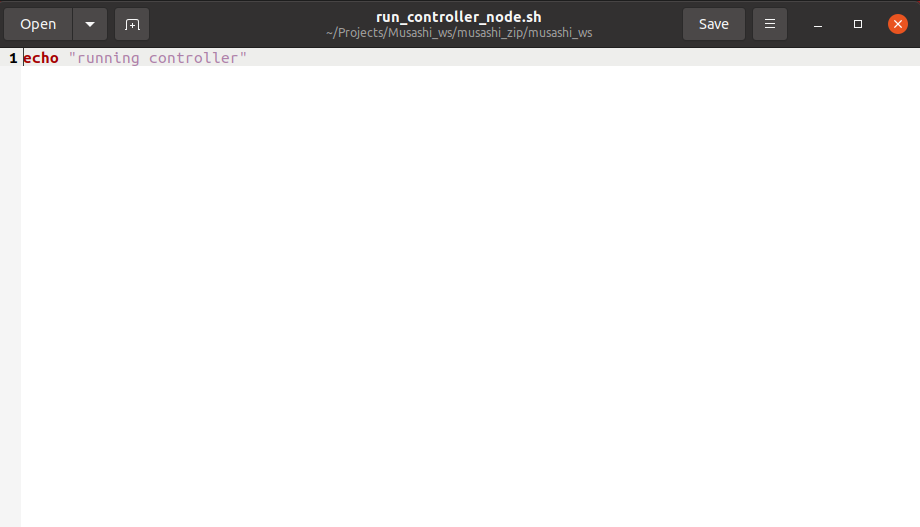 Open
run_controller_node.sh
~/Projects/Musashi_ws/musashi_zip/musashi_ws
Save
1 echo "running controller"